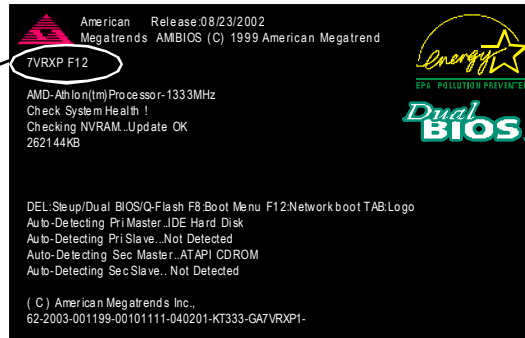 American Release:08/23/2002
Megatrends AMIBIOS (C) 1999 American Megatrend
energy
EPA POLLUTION PREVENTER
7VRXP F12
Dual
BIOS
AMD-Athlon(tm)Processor-1333MHz
Check System Health !
Checking NVRAM..Update OK
262144KB
DEL:Steup/Dual BIOS/Q-Flash F8:Boot Menu F12:Network boot TAB:Logo
Auto-Detecting Pri Master..IDE Hard Disk
Auto-Detecting Pri Slave...Not Detected
Auto-Detecting Sec Master..ATAPI CDROM
Auto-Detecting Sec Slave.. Not Detected
( C ) American Megatrends Inc.,
62-2003-001199-00101111-040201-KT333-GA7VRXP1-